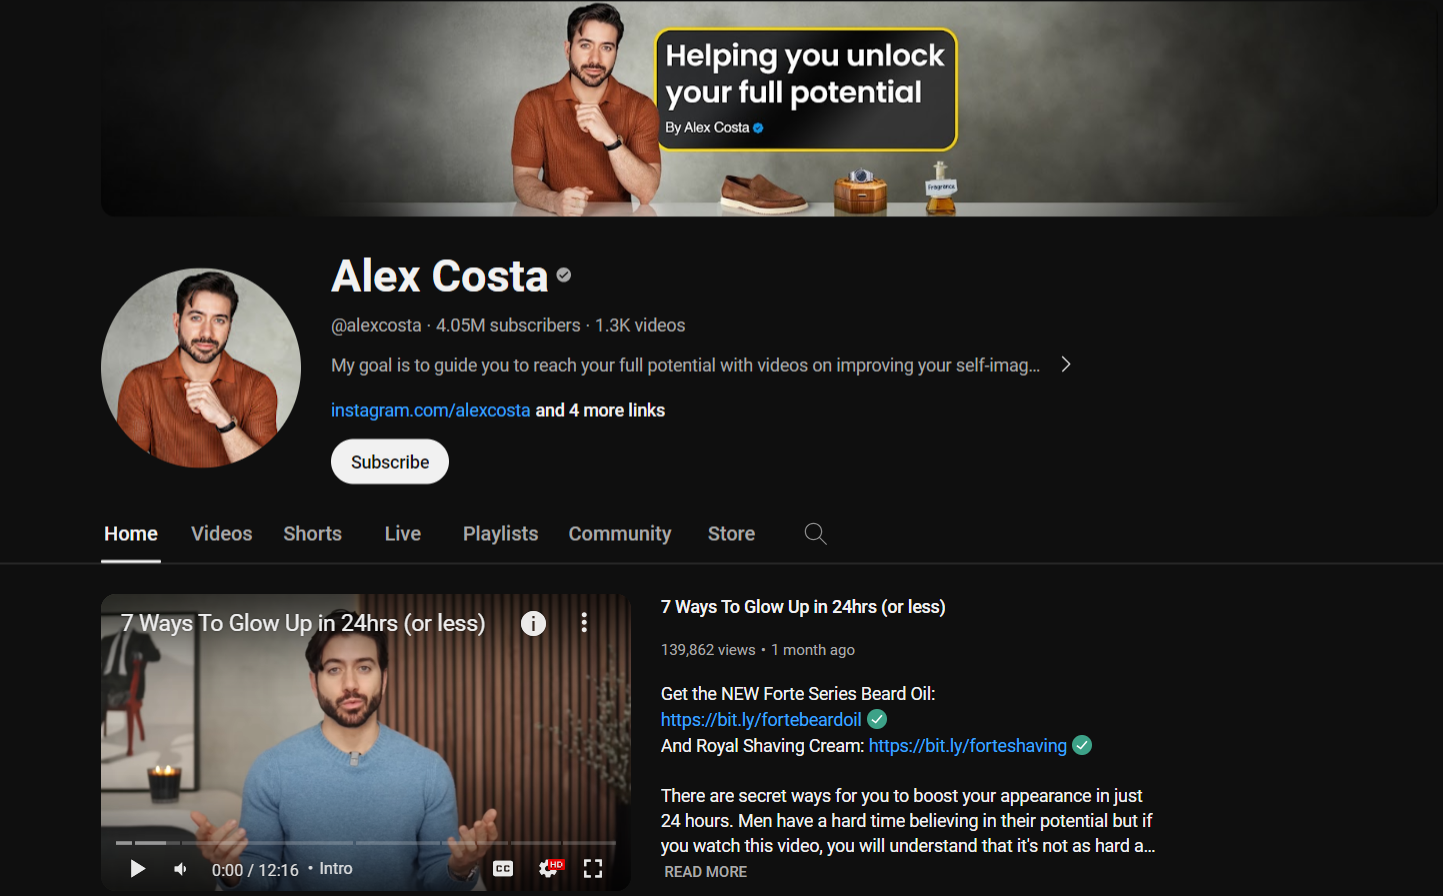 Helping you unlock
your full potential
By Alex Costa
Fragrance
Alex Costa
@alexcosta · 4.05M subscribers · 1.3K videos
My goal is to guide you to reach your full potential with videos on improving your self-imag...
instagram.com/alexcosta and 4 more links
Subscribe
Home Videos Shorts Live Playlists Community Store
7 Ways To Glow Up in 24hrs (or less)
i
0:00 / 12:16 • Intro
CC
HD
7 Ways To Glow Up in 24hrs (or less)
139,862 views • 1 month ago
Get the NEW Forte Series Beard Oil:
https://bit.ly/fortebeardoil
And Royal Shaving Cream: https://bit.ly/forteshaving
There are secret ways for you to boost your appearance in just
24 hours. Men have a hard time believing in their potential but if
you watch this video, you will understand that it's not as hard a...
READ MORE